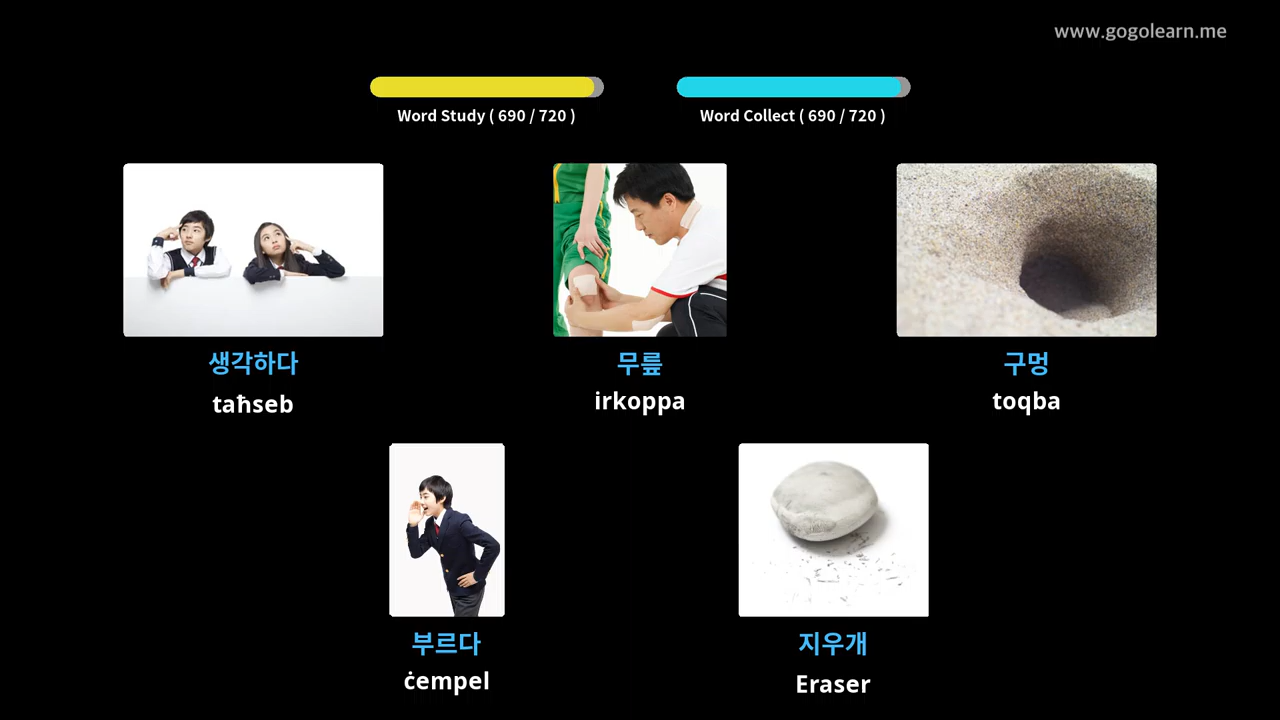 www.gogolearn.me
Word Study ( 690 / 720 )
Word Collect ( 690 / 720 )
생각하다
taħseb
무릎
irkoppa
구멍
toqba
부르다
ċempel
지우개
Eraser